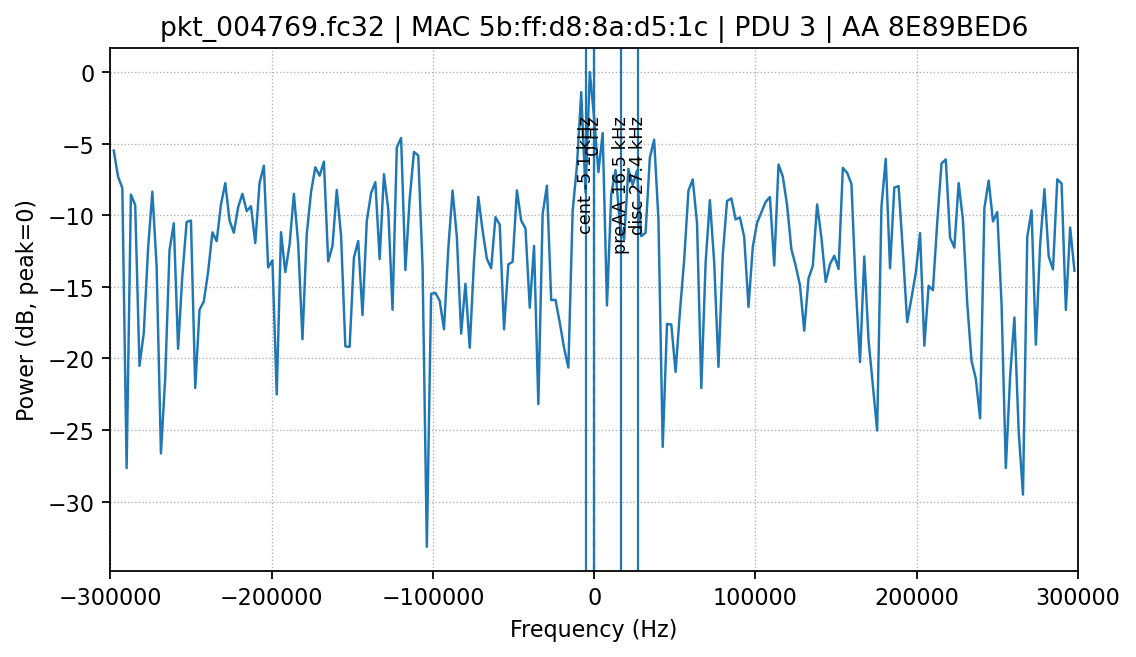 pkt_004769.fc32 | MAC 5b:ff:d8:8a:d5:1c | PDU 3 | AA 8E89BED6
Power (dB, peak=0)
0
−5
−10
−15
−20
−25
−30
cent -5.1 kHz
0 Hz
preAA 16.5 kHz
disc 27.4 kHz
−300000
−200000
−100000
0
100000
200000
300000
Frequency (Hz)